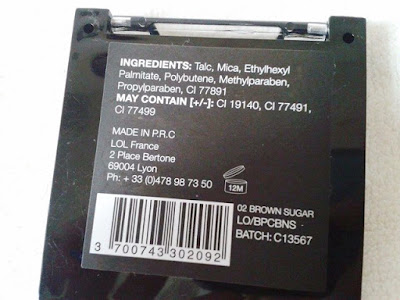 INGREDIENTS: Talc, Mica, Ethylhexyl
Palmitate, Polybutene, Methylparaben,
Propylparaben, CI 77891
MAY CONTAIN [+/-]: CI 19140, CI 77491,
CI 77499
MADE IN P.R.C
LOL France
2 Place Bertone
69004 Lyon
Ph: + 33 (0)478 98 73 50
12M
02 BROWN SUGAR
LO/BPCBNS
BATCH: C13567
3 700743 302092